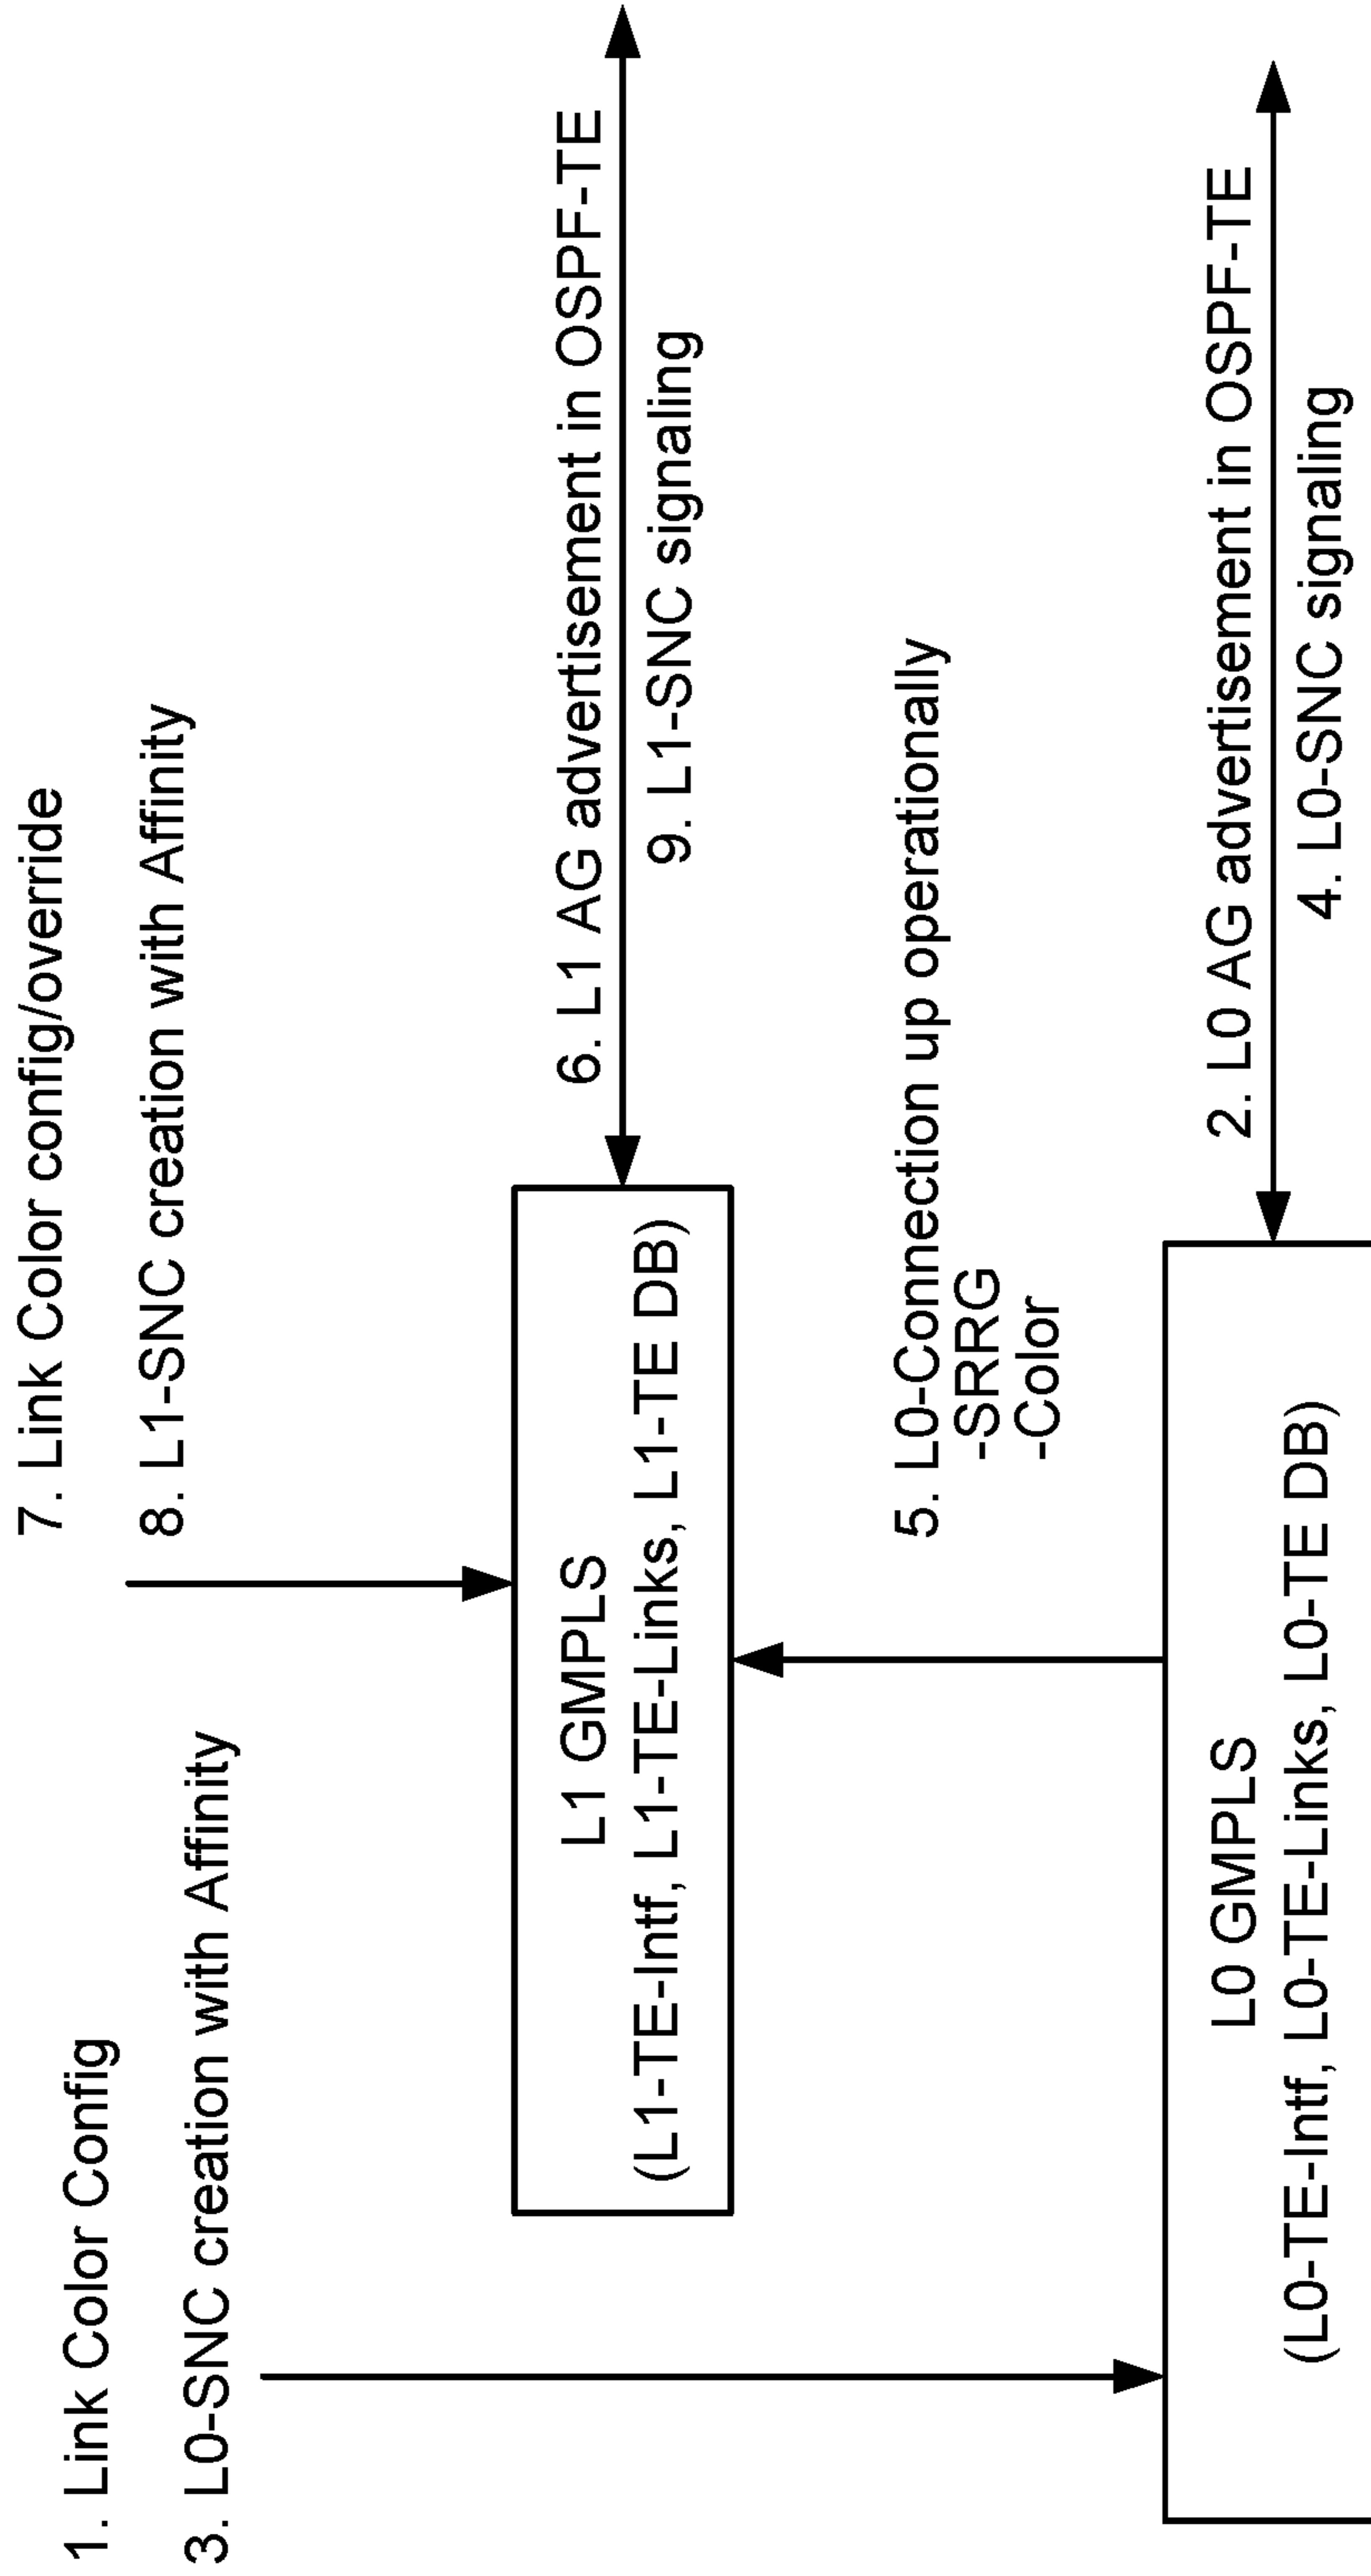 1. Link Color Config
3. L0-SNC creation with Affinity
7. Link Color config/override
8. L1-SNC creation with Affinity
L1 GMPLS
(L1-TE-Intf, L1-TE-Links, L1-TE DB)
6. L1 AG advertisement in OSPF-TE
9. L1-SNC signaling
5. L0-Connection up operationally
-SRRG
-Color
L0 GMPLS
(L0-TE-Intf, L0-TE-Links, L0-TE DB)
2. L0 AG advertisement in OSPF-TE
4. L0-SNC signaling